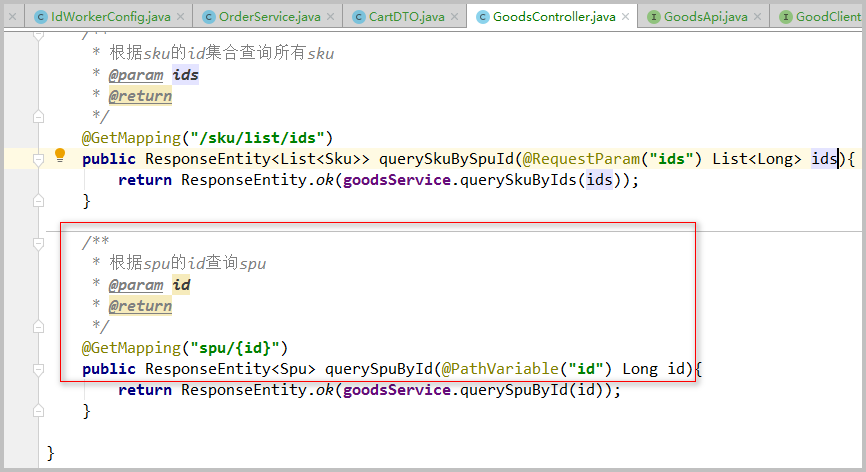 IdWorkerConfig.java × OrderService.java × CartDTO.java × GoodsController.java × GoodsApi.java × GoodClient
/**
* 根据sku的id集合查询所有sku
* @param ids
* @return
*/
@GetMapping("/sku/list/ids")
public ResponseEntity<List<Sku>> querySkuBySpuId(@RequestParam("ids") List<Long> ids){
return ResponseEntity.ok(goodsService.querySkuByIds(ids));
}
/**
* 根据spu的id查询spu
* @param id
* @return
*/
@GetMapping("spu/{id}")
public ResponseEntity<Spu> querySpuById(@PathVariable("id") Long id){
return ResponseEntity.ok(goodsService.querySpuById(id));
}
}